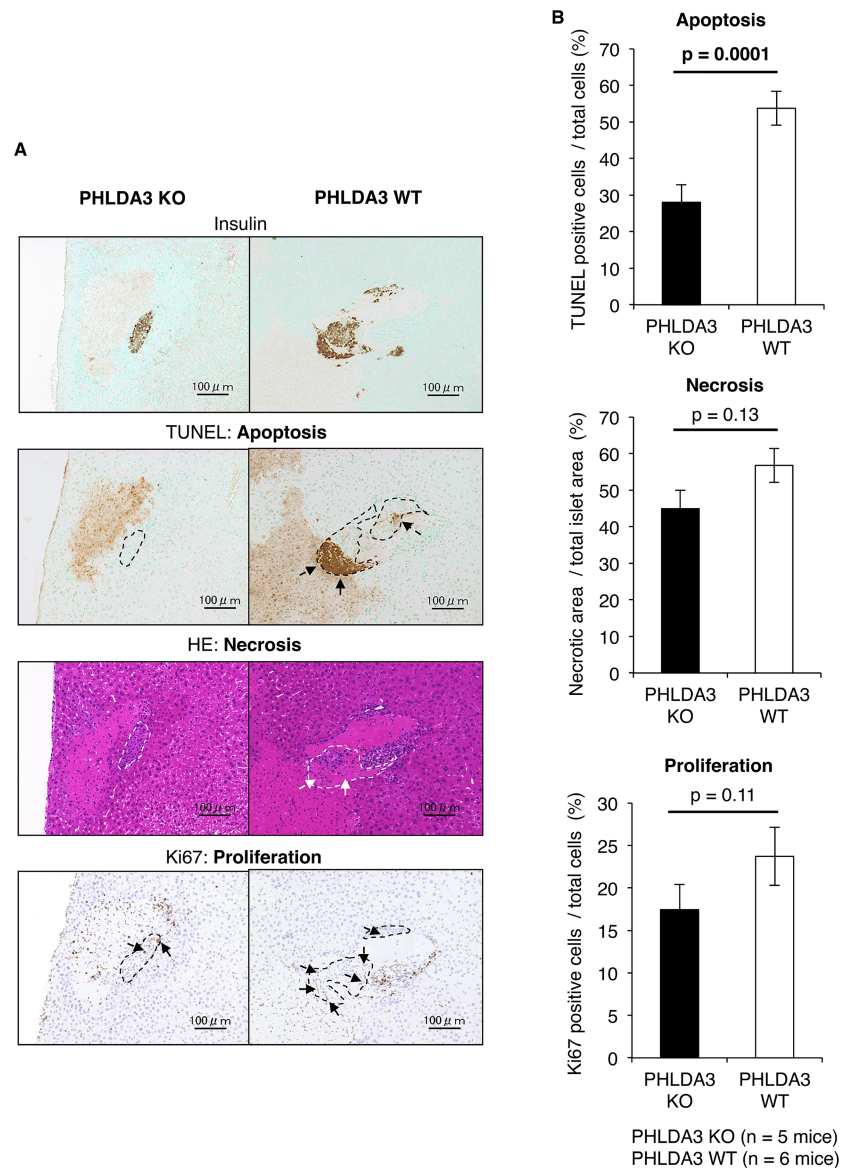 A
PHLDA3 KO
PHLDA3 WT
Insulin
100 μm
100 μm
TUNEL: Apoptosis
100 μm
100 μm
HE: Necrosis
100 μm
100 μm
Ki67: Proliferation
100 μm
100 μm
B
Apoptosis
p = 0.0001
TUNEL positive cells / total cells (%)
70
60
50
40
30
20
10
0
PHLDA3
KO
PHLDA3
WT
Necrosis
p = 0.13
Necrotic area / total islet area (%)
70
60
50
40
30
20
10
0
PHLDA3
KO
PHLDA3
WT
Proliferation
p = 0.11
Ki67 positive cells / total cells (%)
30
25
20
15
10
5
0
PHLDA3
KO
PHLDA3
WT
PHLDA3 KO (n = 5 mice)
PHLDA3 WT (n = 6 mice)